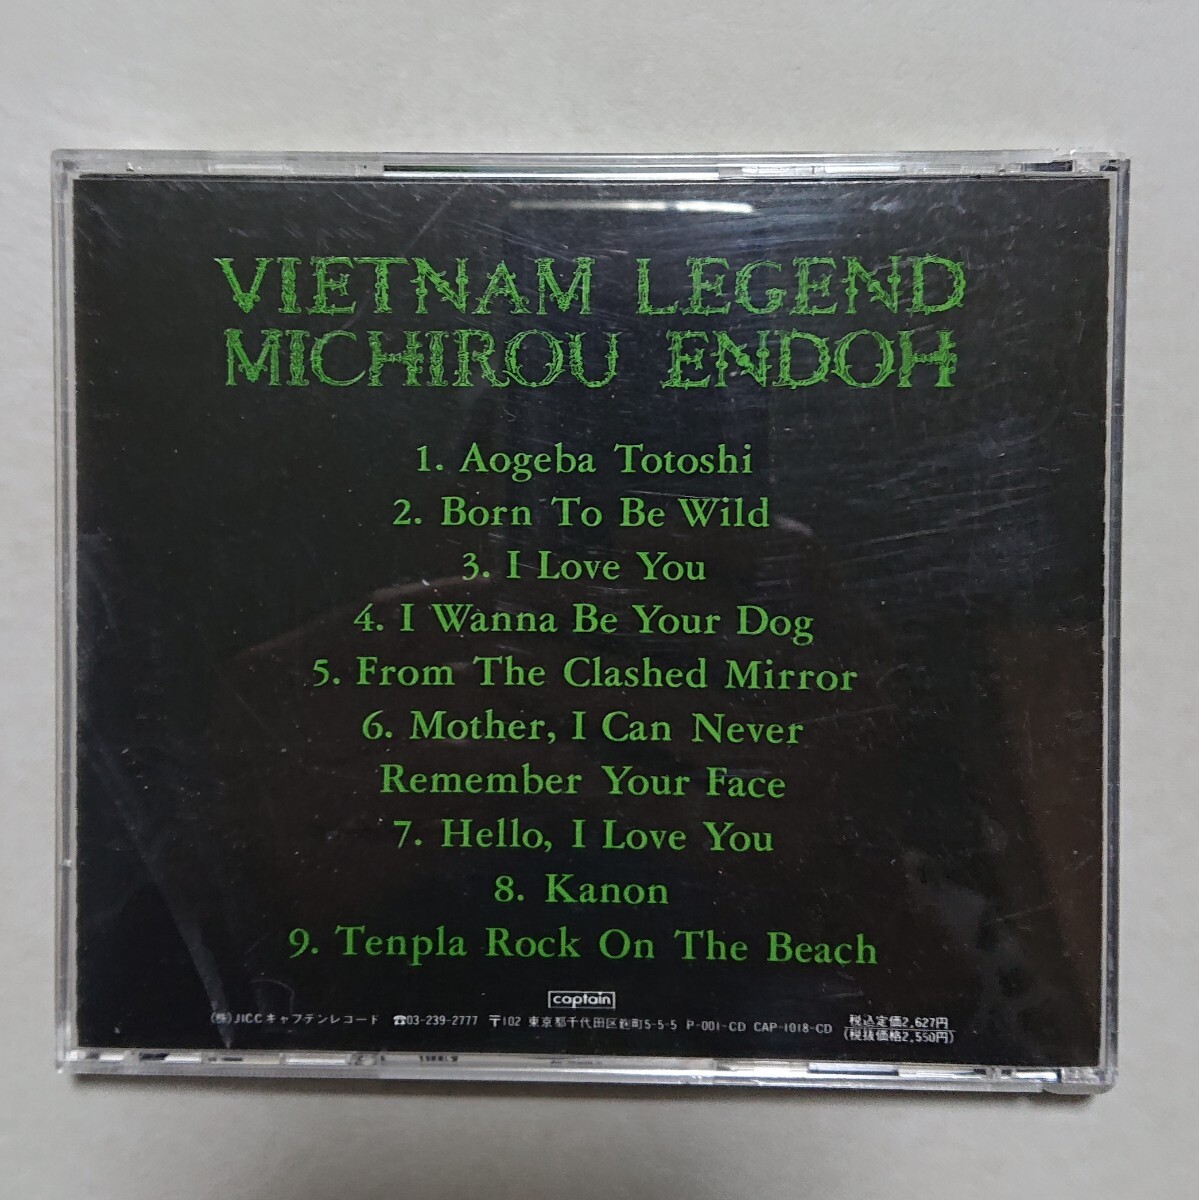 VIETNAM LEGEND
MICHIROU ENDOH
1. Aogeba Totoshi
2. Born To Be Wild
3. I Love You
4. I Wanna Be Your Dog
5. From The Clashed Mirror
6. Mother, I Can Never
Remember Your Face
7. Hello, I Love You
8. Kanon
9. Tenpla Rock On The Beach
captain
(株)JICCキャプテンレコード ☎03-239-2777 〒102 東京都千代田区麹町5-5-5 P-001-CD CAP-1018-CD
税込定価2,627円
(税抜価格2,550円)